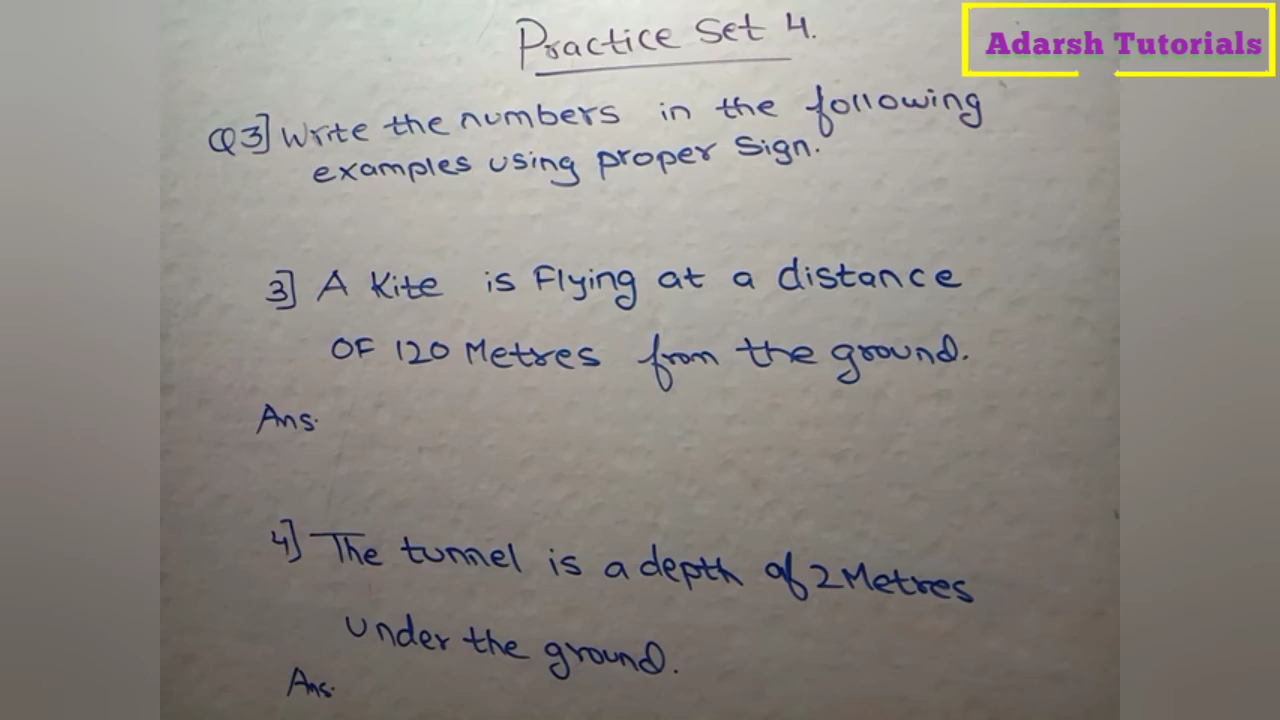 Practice Set 4.
Adarsh Tutorials
Q3] Write the numbers in the following
examples using proper sign.
3] A Kite is Flying at a distance
OF 120 Metres from the ground.
Ans.
4] The tunnel is a depth of 2 Metres
under the ground.
Ans.